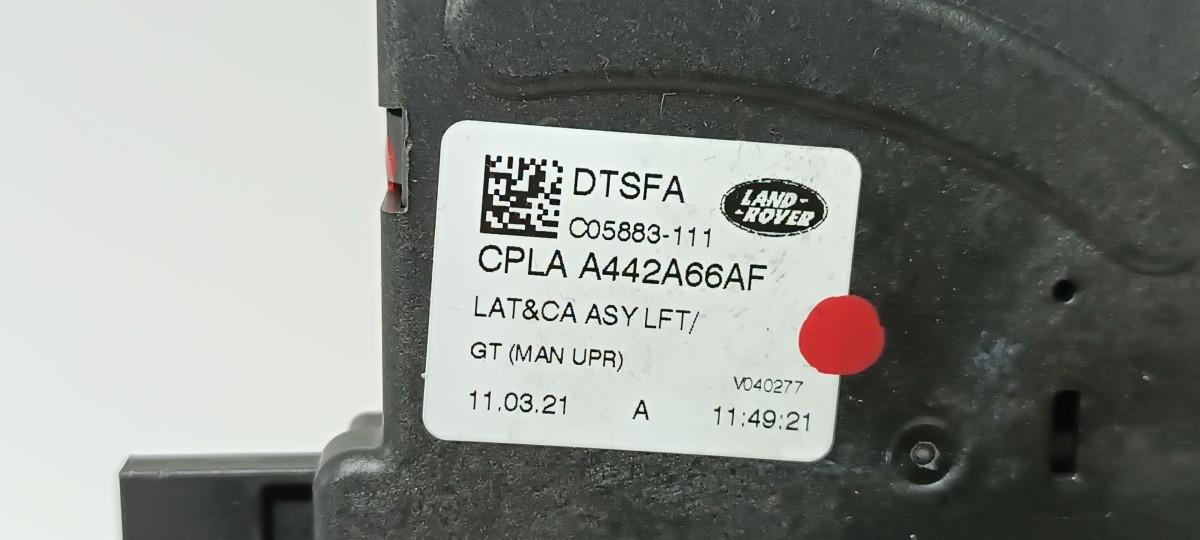 DTSFA
LAND-
-ROVER
C05883-111
CPLA A442A66AF
LAT&CA ASY LFT/
GT (MAN UPR)
V040277
11.03.21 A 11:49:21